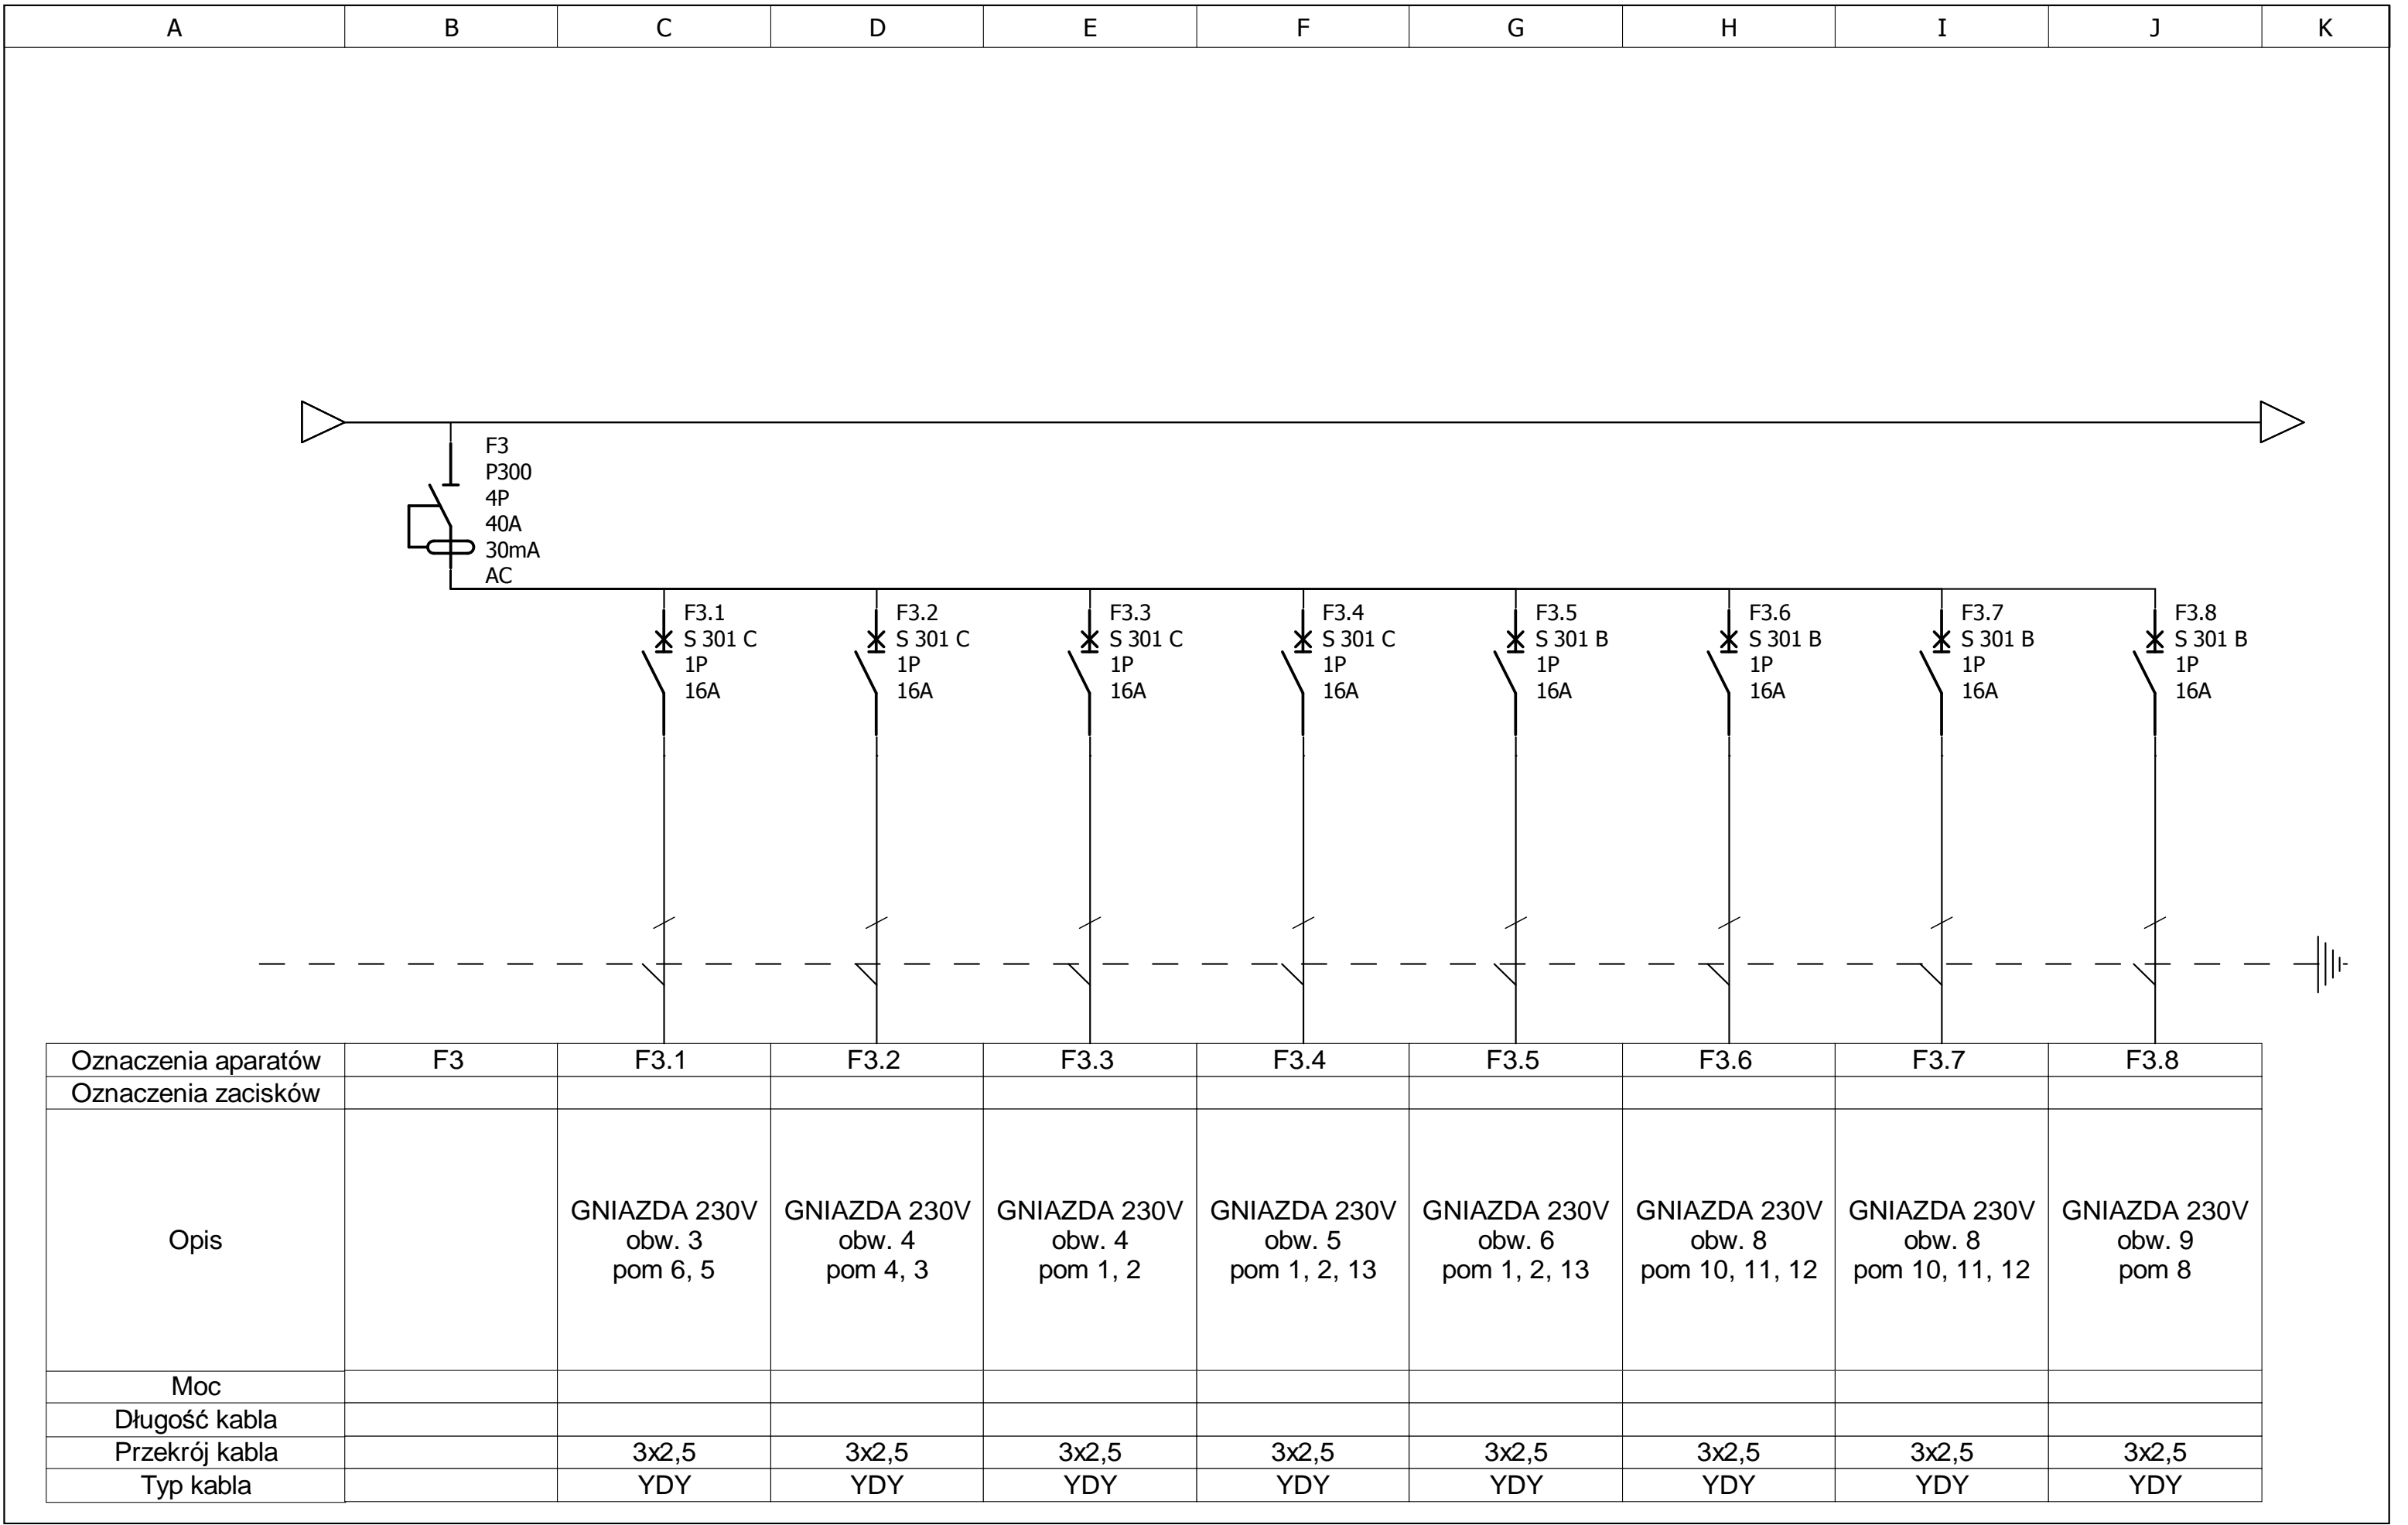 A B C D E F G H I J K
F3
P300
4P
40A
30mA
AC
F3.1
S 301 C
1P
16A
F3.2
S 301 C
1P
16A
F3.3
S 301 C
1P
16A
F3.4
S 301 C
1P
16A
F3.5
S 301 B
1P
16A
F3.6
S 301 B
1P
16A
F3.7
S 301 B
1P
16A
F3.8
S 301 B
1P
16A
Oznaczenia aparatów F3 F3.1 F3.2 F3.3 F3.4 F3.5 F3.6 F3.7 F3.8
Oznaczenia zacisków
Opis
GNIAZDA 230V
obw. 3
pom 6, 5
GNIAZDA 230V
obw. 4
pom 4, 3
GNIAZDA 230V
obw. 4
pom 1, 2
GNIAZDA 230V
obw. 5
pom 1, 2, 13
GNIAZDA 230V
obw. 6
pom 1, 2, 13
GNIAZDA 230V
obw. 8
pom 10, 11, 12
GNIAZDA 230V
obw. 8
pom 10, 11, 12
GNIAZDA 230V
obw. 9
pom 8
Moc
Długość kabla
Przekrój kabla 3x2,5 3x2,5 3x2,5 3x2,5 3x2,5 3x2,5 3x2,5 3x2,5
Typ kabla YDY YDY YDY YDY YDY YDY YDY YDY